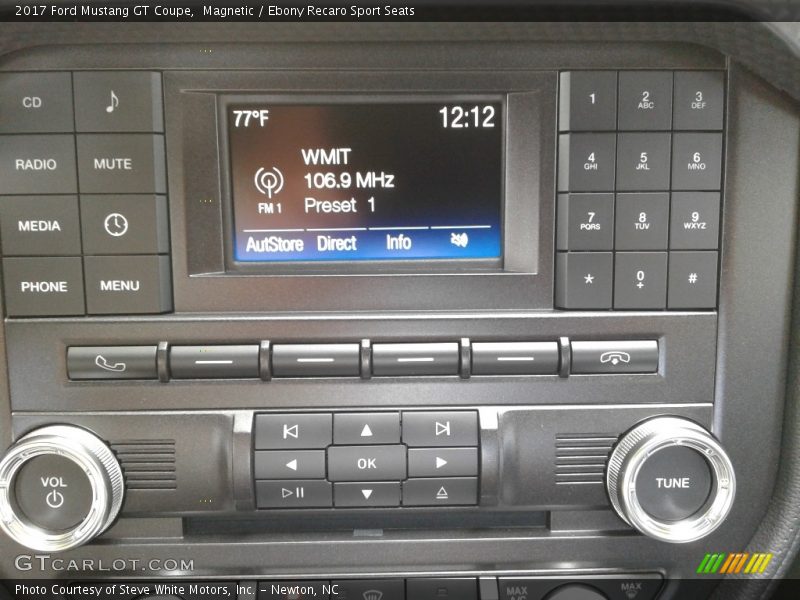 2017 Ford Mustang GT Coupe, Magnetic / Ebony Recaro Sport Seats
CD
RADIO MUTE
MEDIA
PHONE MENU
77°F 12:12
WMIT
106.9 MHz
FM 1 Preset 1
AutStore Direct Info
1 2 ABC 3 DEF
4 GHI 5 JKL 6 MNO
7 PQRS 8 TUV 9 WXYZ
* 0 + #
VOL
OK
TUNE
GTCARLOT.COM
MAX A/C MAX
Photo Courtesy of Steve White Motors, Inc. – Newton, NC